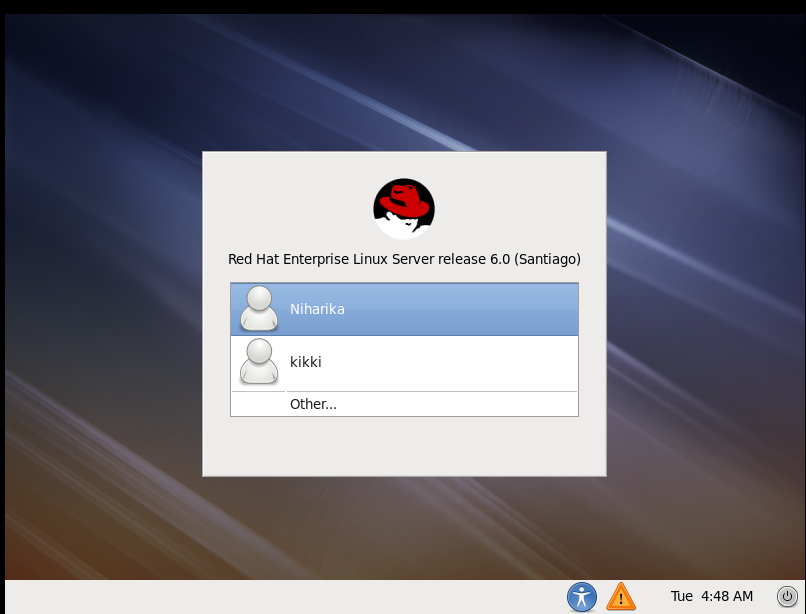 Red Hat Enterprise Linux Server release 6.0 (Santiago)
Niharika
kikki
Other...
Tue 4:48 AM